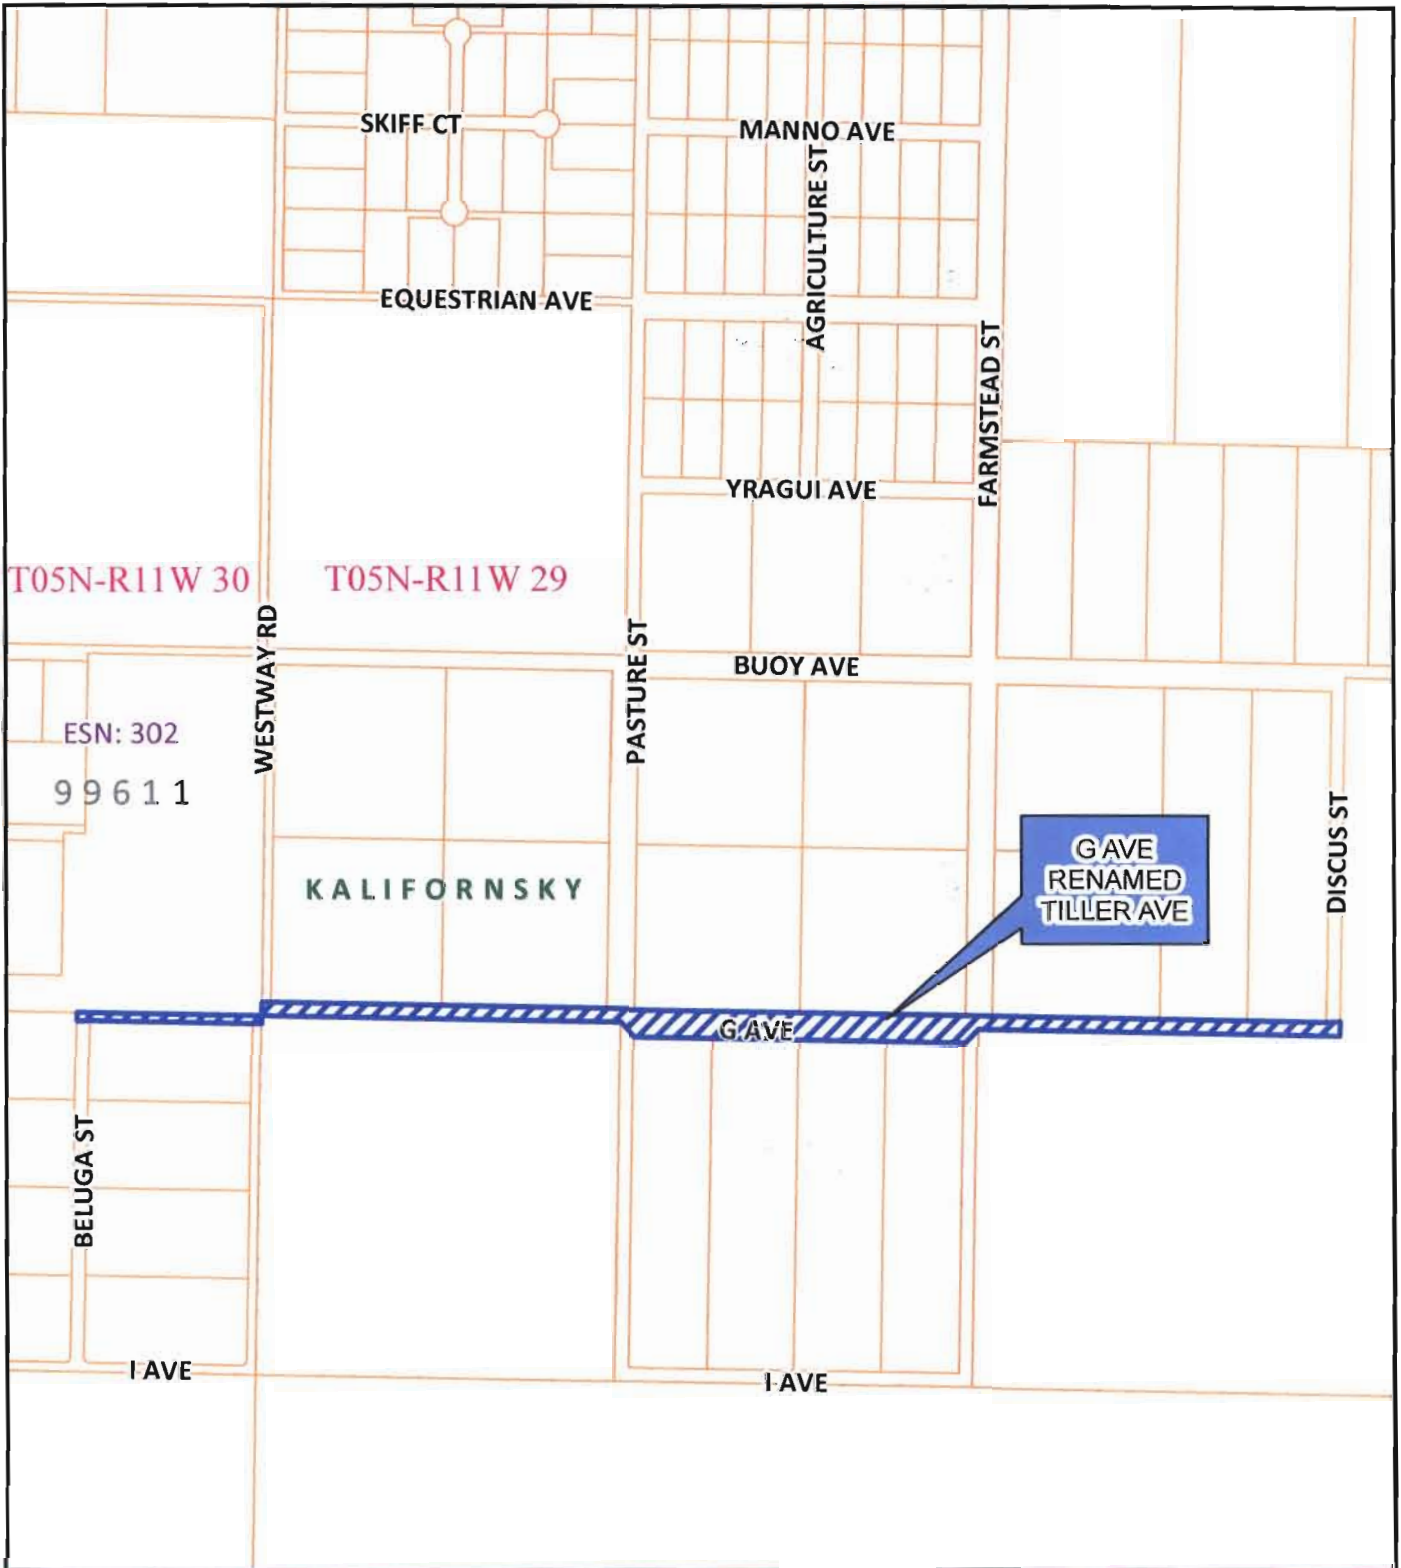 SKIFF CT
MANNO AVE
AGRICULTURE ST
EQUESTRIAN AVE
FARMSTEAD ST
YRAGUI AVE
T05N-R11W 30
T05N-R11W 29
WESTWAY RD
PASTURE ST
BUOY AVE
ESN: 302
99611
DISCUS ST
G AVE
RENAMED
TILLER AVE
KALIFORNSKY
G AVE
BELUGA ST
I AVE
I AVE